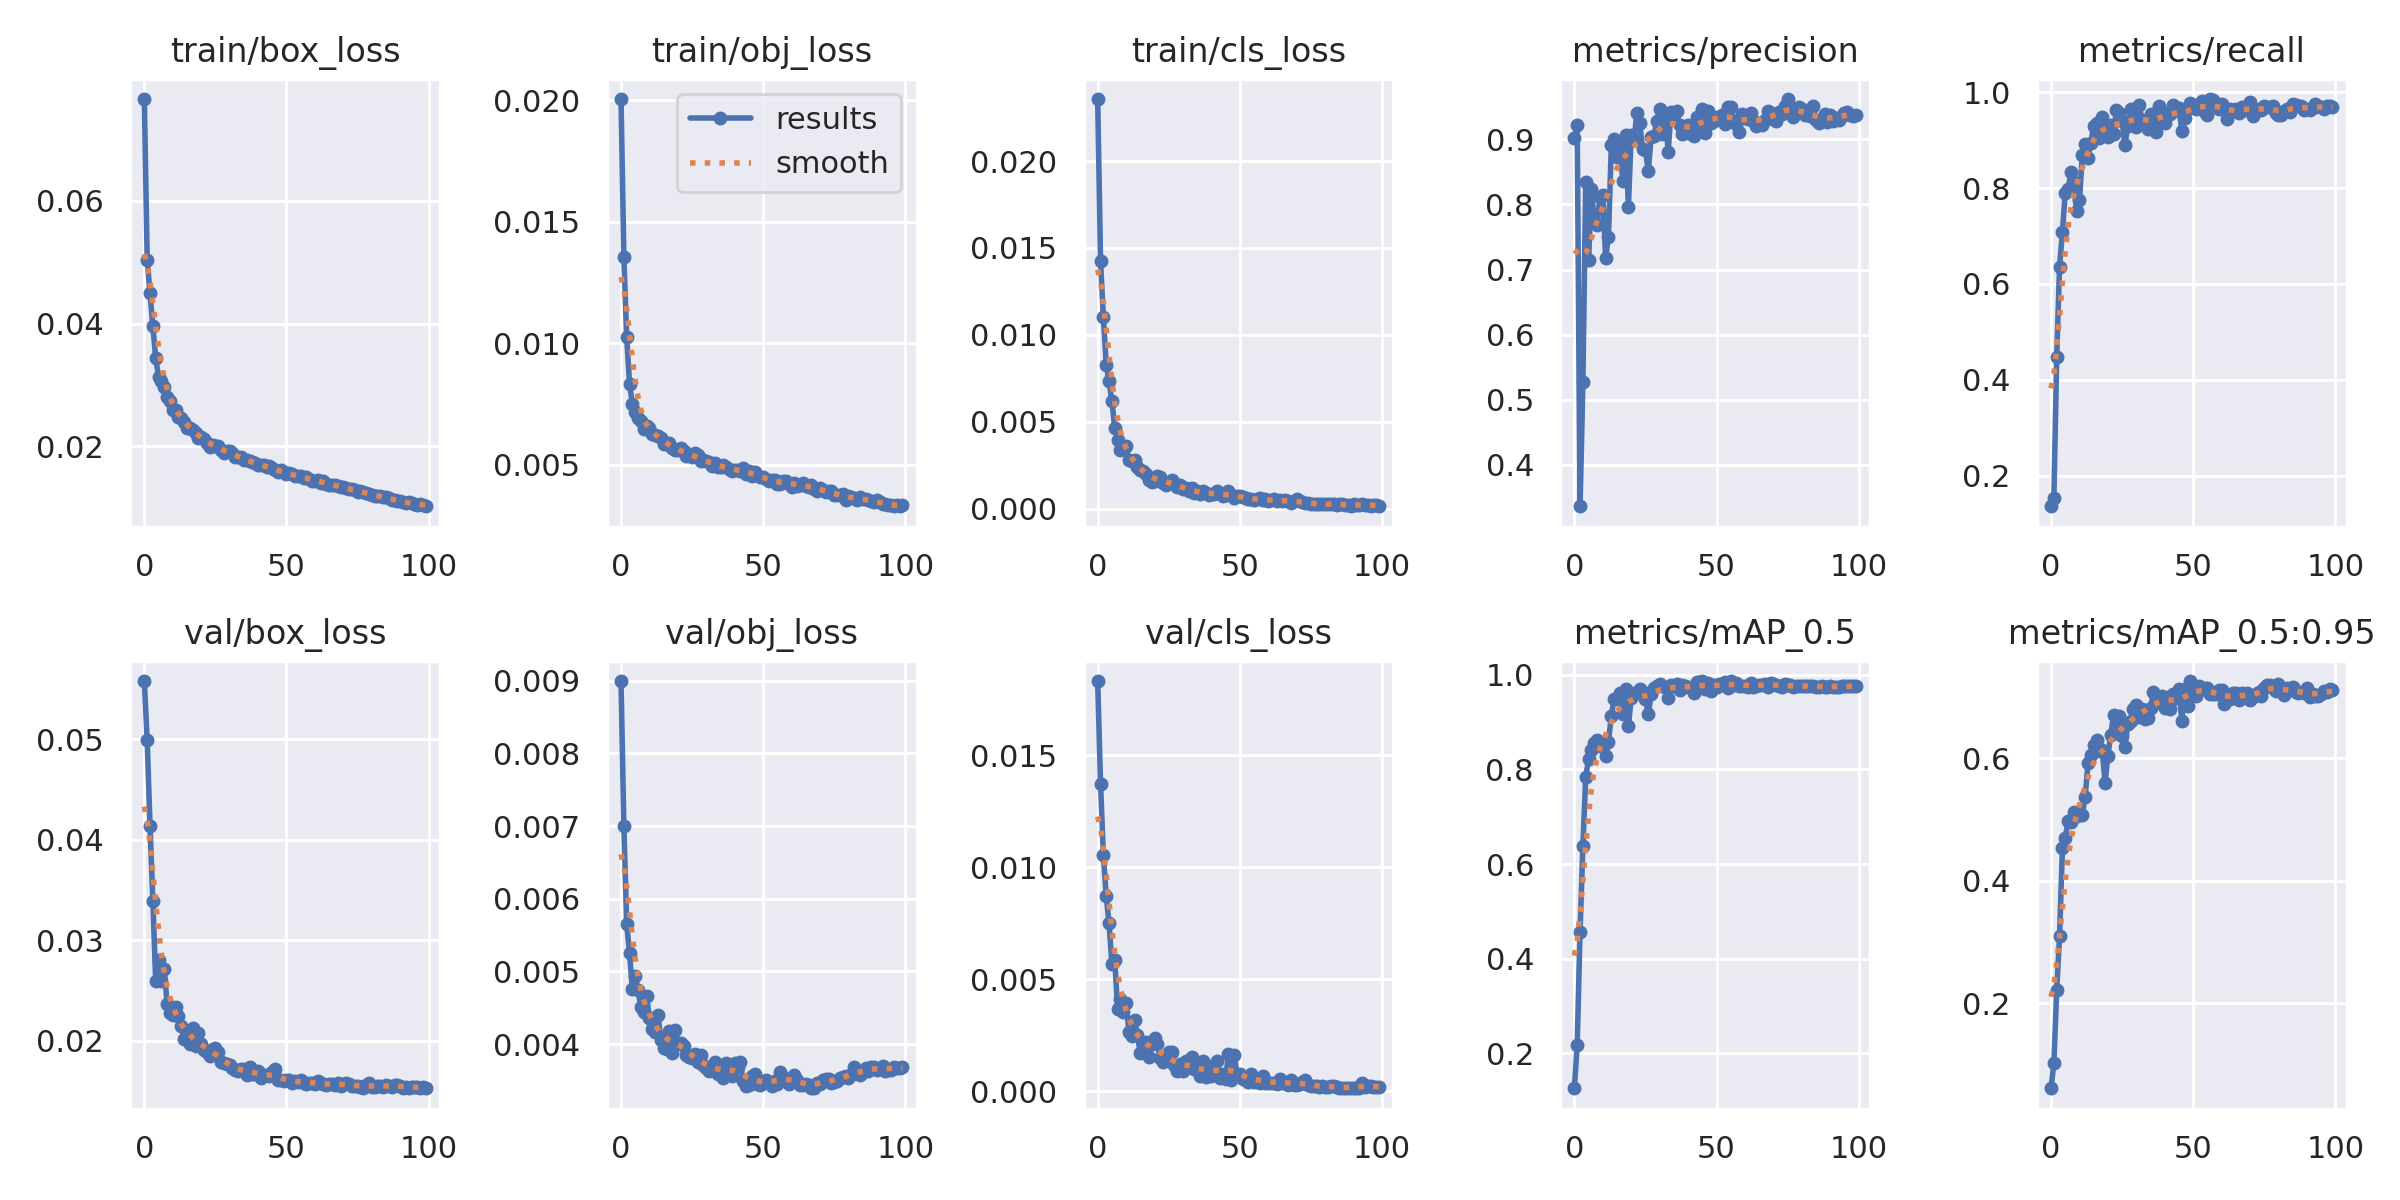 train/box_loss
0.06
0.04
0.02
0 50 100
train/obj_loss
results
smooth
0.020
0.015
0.010
0.005
0 50 100
train/cls_loss
0.020
0.015
0.010
0.005
0.000
0 50 100
metrics/precision
0.9
0.8
0.7
0.6
0.5
0.4
0 50 100
metrics/recall
1.0
0.8
0.6
0.4
0.2
0 50 100
val/box_loss
0.05
0.04
0.03
0.02
0 50 100
val/obj_loss
0.009
0.008
0.007
0.006
0.005
0.004
0 50 100
val/cls_loss
0.015
0.010
0.005
0.000
0 50 100
metrics/mAP_0.5
1.0
0.8
0.6
0.4
0.2
0 50 100
metrics/mAP_0.5:0.95
0.6
0.4
0.2
0 50 100